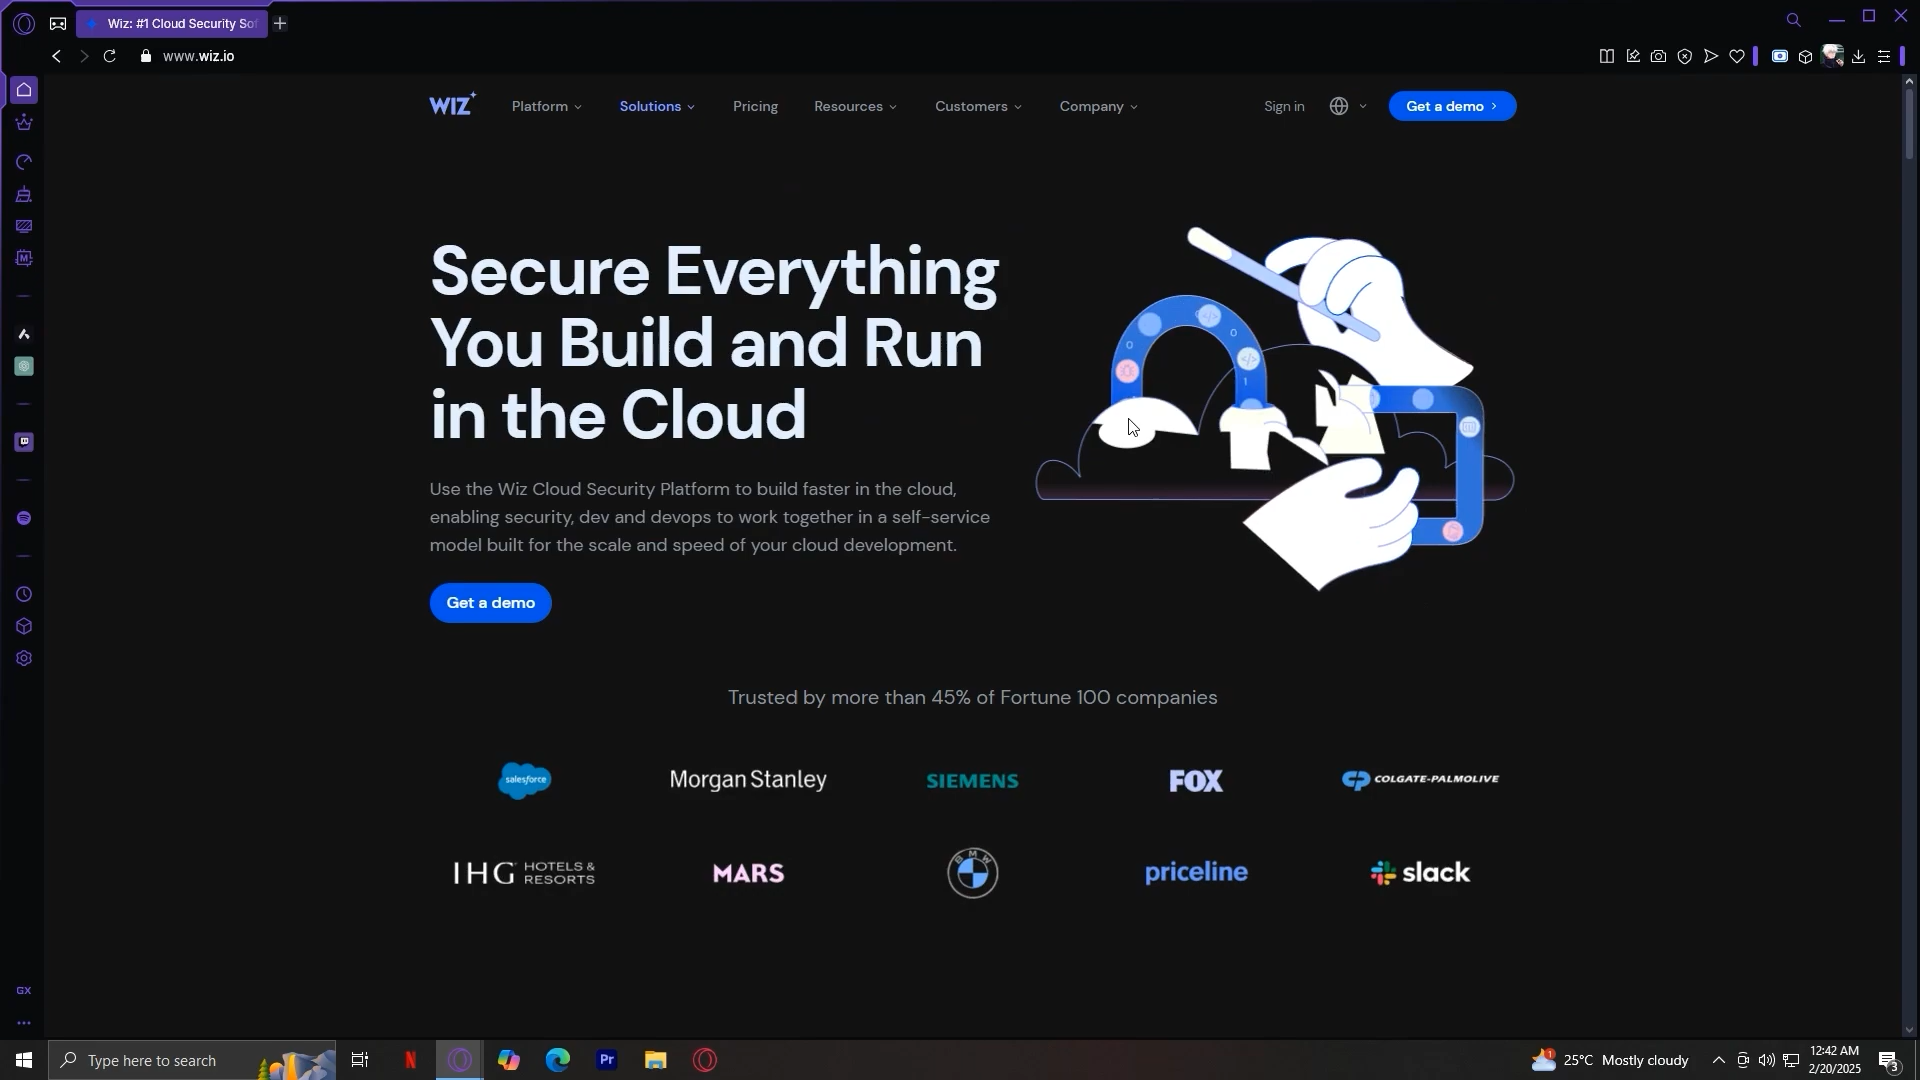 Wiz: #1 Cloud Security Sof
www.wiz.io
WIZ
Platform
Solutions
Pricing
Resources
Customers
Company
Sign in
Get a demo
Secure Everything
You Build and Run
in the Cloud
Use the Wiz Cloud Security Platform to build faster in the cloud,
enabling security, dev and devops to work together in a self-service
model built for the scale and speed of your cloud development.
Get a demo
Trusted by more than 45% of Fortune 100 companies
salesforce
Morgan Stanley
SIEMENS
FOX
CP COLGATE-PALMOLIVE
IHG HOTELS & RESORTS
MARS
BMW
priceline
slack
GX
Type here to search
N
Pr
1
25°C Mostly cloudy
12:42 AM
2/20/2025
3